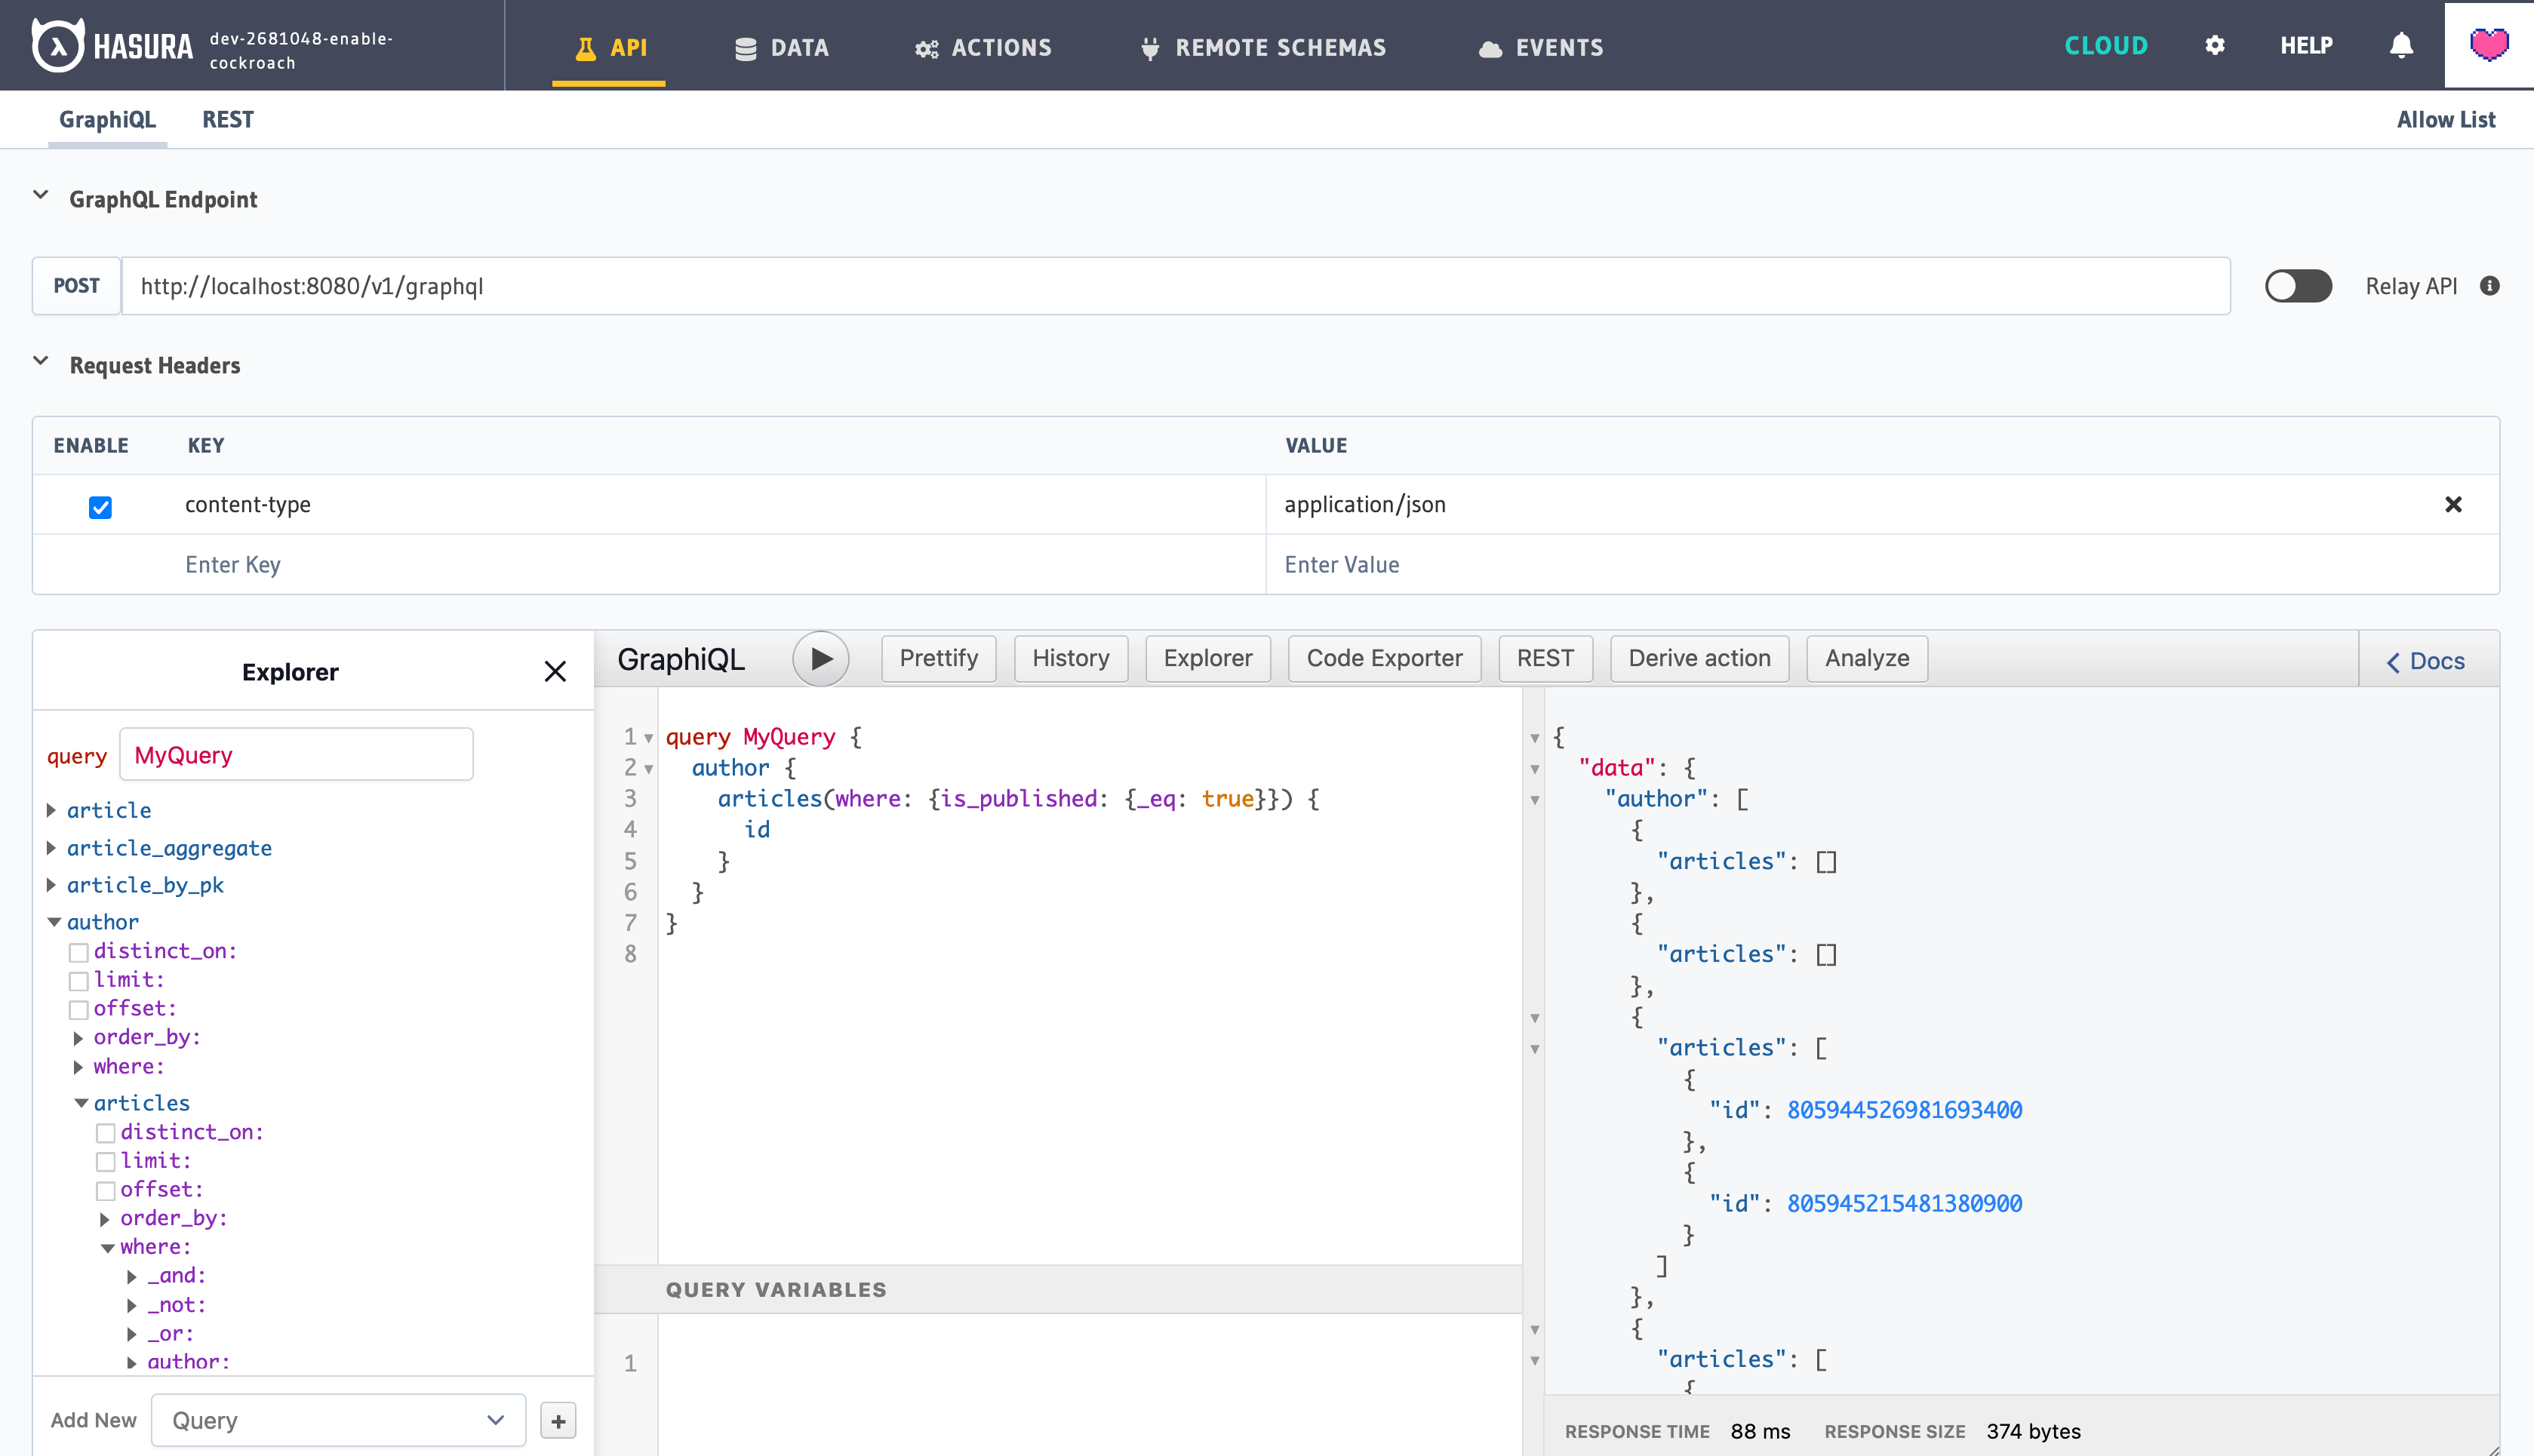 HASURA dev-2681048-enable-
cockroach
API DATA ACTIONS REMOTE SCHEMAS EVENTS CLOUD HELP
GraphiQL REST Allow List
GraphQL Endpoint
POST http://localhost:8080/v1/graphql Relay API
Request Headers
ENABLE KEY VALUE
content-type application/json
Enter Key Enter Value
Explorer
query MyQuery
article
article_aggregate
article_by_pk
author
distinct_on:
limit:
offset:
order_by:
where:
articles
distinct_on:
limit:
offset:
order_by:
where:
_and:
_not:
_or:
author:
Add New Query +
GraphiQL Prettify History Explorer Code Exporter REST Derive action Analyze Docs
1 query MyQuery {
2 author {
3 articles(where: {is_published: {_eq: true}}) {
4 id
5 }
6 }
7 }
8
QUERY VARIABLES
1
{
"data": {
"author": [
{
"articles": []
},
{
"articles": []
},
{
"articles": [
{
"id": 805944526981693400
},
{
"id": 805945215481380900
}
]
},
{
"articles": [
{
RESPONSE TIME 88 ms RESPONSE SIZE 374 bytes